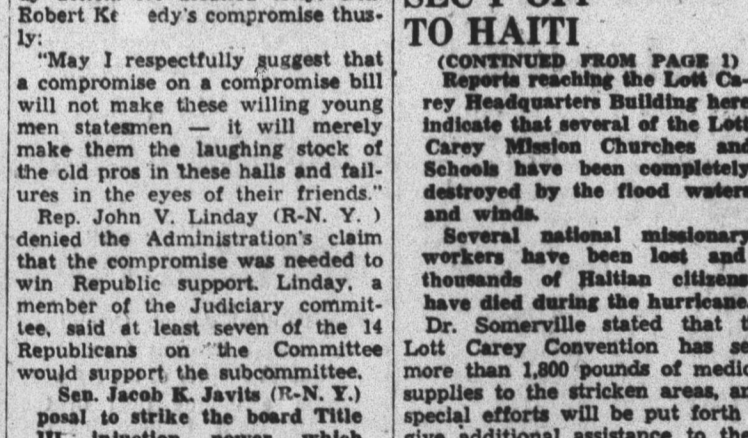 Robert Ke edy's compromise thus-
ly:
"May I respectfully suggest that
a compromise on a compromise bill
will not make these willing young
men statesmen — it will merely
make them the laughing stock of
the old pros in these halls and fail-
ures in the eyes of their friends."
Rep. John V. Linday (R-N. Y. )
denied the Administration's claim
that the compromise was needed to
win Republic support. Linday, a
member of the Judiciary commit-
tee, said at least seven of the 14
Republicans on the Committee
would support the subcommittee.
Sen. Jacob K. Javits (R-N. Y.)
posal to strike the board Title
III injection power which
TO HAITI
(CONTINUED FROM PAGE 1)
Reports reaching the Lott Ca-
rey Headquarters Building here
indicate that several of the Lott
Carey Mission Churches and
Schools have been completely
destroyed by the flood waters
and winds.
Several national missionary
workers have been lost and
thousands of Haitian citizens
have died during the hurricane
Dr. Somerville stated that
Lott Carey Convention has
more than 1,800 pounds of
supplies to the stricken areas,
special efforts will be put forth
give additional assistance to the